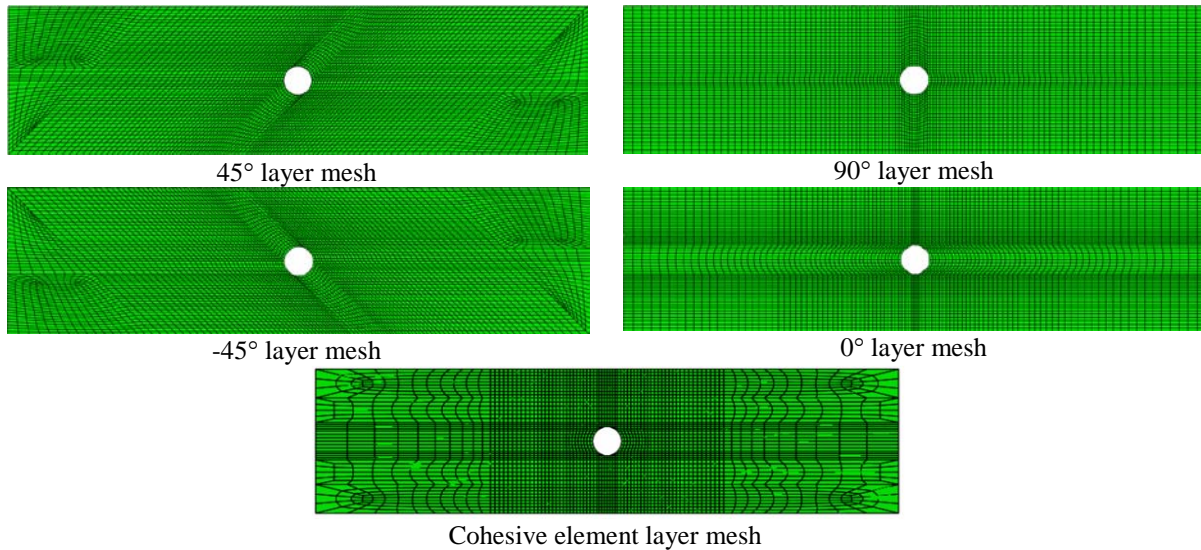 45° layer mesh
90° layer mesh
-45° layer mesh
0° layer mesh
Cohesive element layer mesh